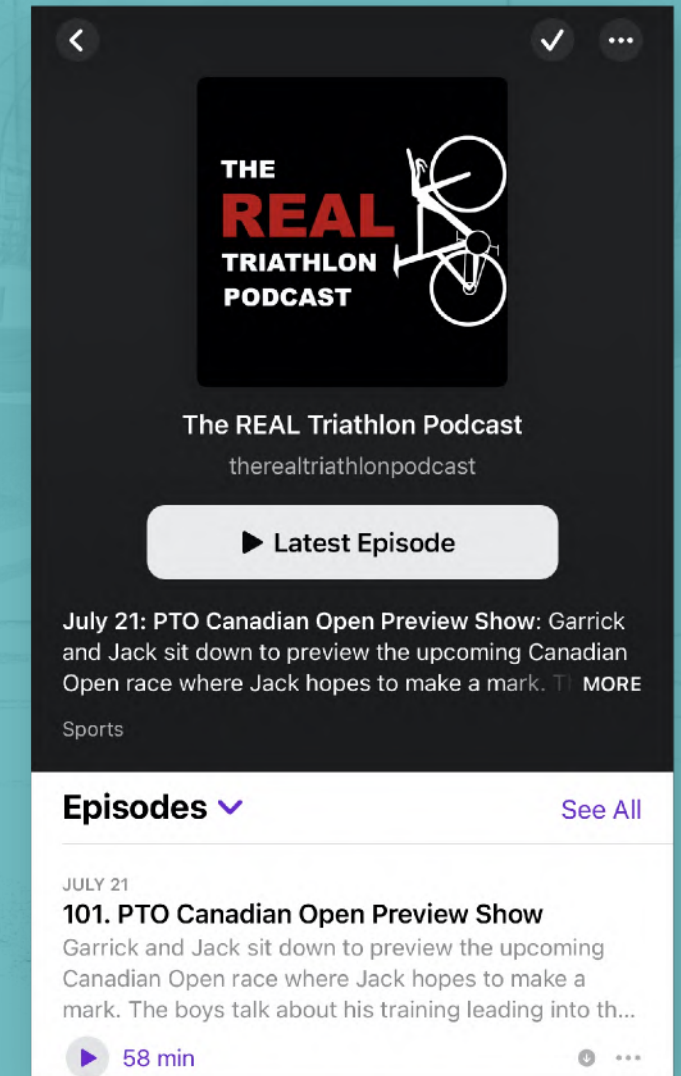 THE
REAL
TRIATHLON
PODCAST
The REAL Triathlon Podcast
therealtriathlonpodcast
Latest Episode
July 21: PTO Canadian Open Preview Show: Garrick
and Jack sit down to preview the upcoming Canadian
Open race where Jack hopes to make a mark. MORE
Sports
Episodes
See All
JULY 21
101. PTO Canadian Open Preview Show
Garrick and Jack sit down to preview the upcoming
Canadian Open race where Jack hopes to make a
mark. The boys talk about his training leading into th...
58 min